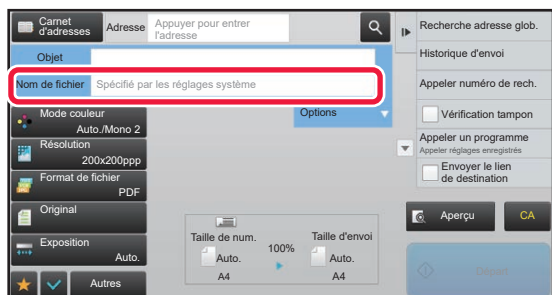 Carnet
d'adresses
Adresse
Appuyer pour entrer
l'adresse
Objet
Nom de fichier
Spécifié par les réglages système
Mode couleur
Auto./Mono 2
Résolution
200x200ppp
Format de fichier
PDF
Original
Exposition
Auto.
Autres
Options
Taille de num.
Auto.
A4
100%
Taille d'envoi
Auto.
A4
Recherche adresse glob.
Historique d'envoi
Appeler numéro de rech.
Vérification tampon
Appeler un programme
Appeler réglages enregistrés
Envoyer le lien
de destination
Aperçu
CA
Départ